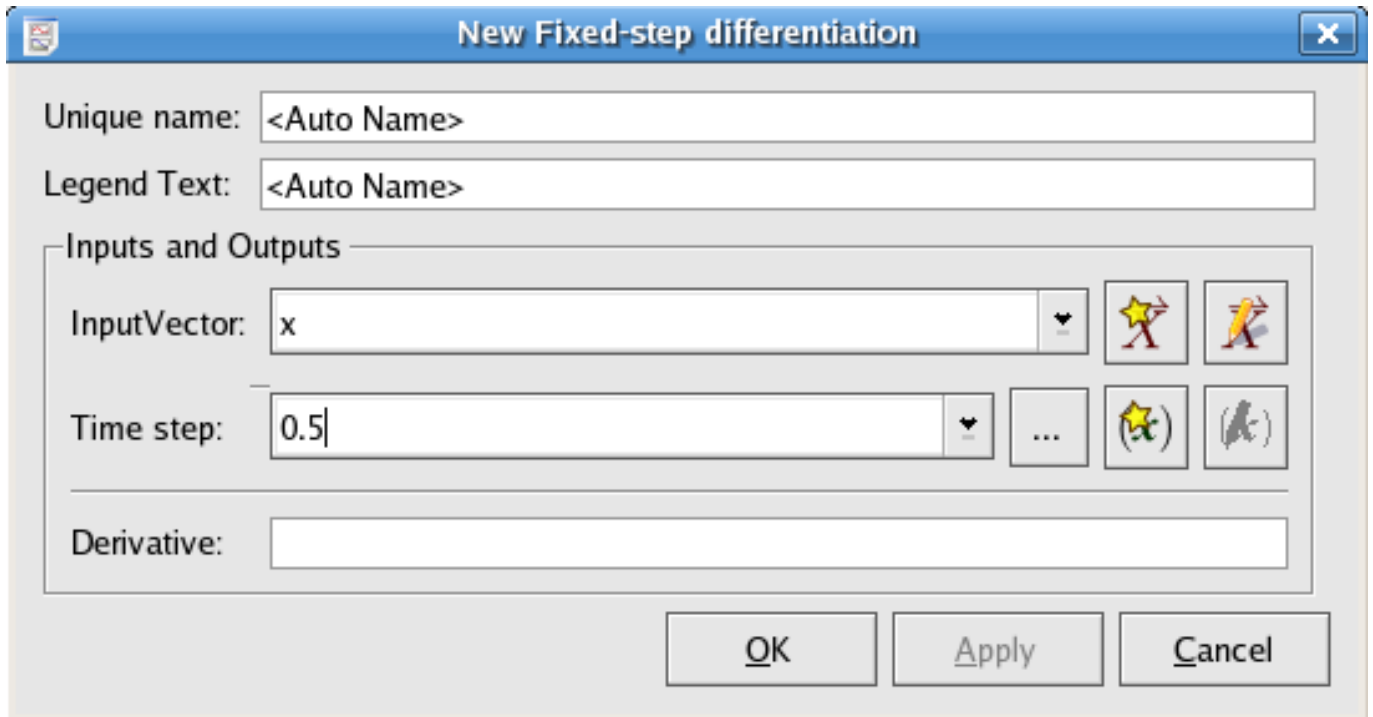 New Fixed-step differentiation
Unique name: <Auto Name>
Legend Text: <Auto Name>
Inputs and Outputs
InputVector: x
Time step: 0.5 ...
Derivative:
OK Apply Cancel